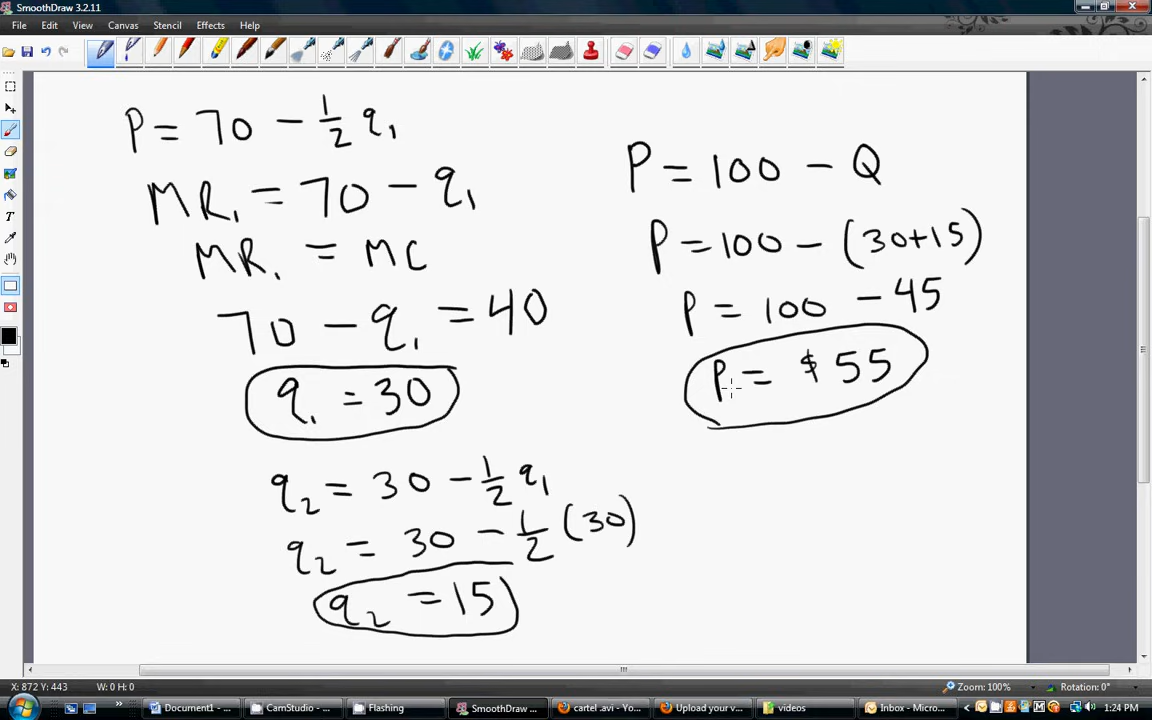 SmoothDraw 3.2.11
File Edit View Canvas Stencil Effects Help
P = 70 - 1/2 q₁
MR₁ = 70 - q₁
MR₁ = MC
70 - q₁ = 40
q₁ = 30
q₂ = 30 - 1/2 q₁
q₂ = 30 - 1/2 (30)
q₂ = 15
P = 100 - Q
P = 100 - (30+15)
P = 100 - 45
P = $55
X: 872 Y: 443 W: 0 H: 0 Zoom: 100% Rotation: 0°
Document1 - ... CamStudio - ... Flashing SmoothDraw ... cartel .avi - Yo... Upload your v... videos Inbox - Micros... 1:24 PM